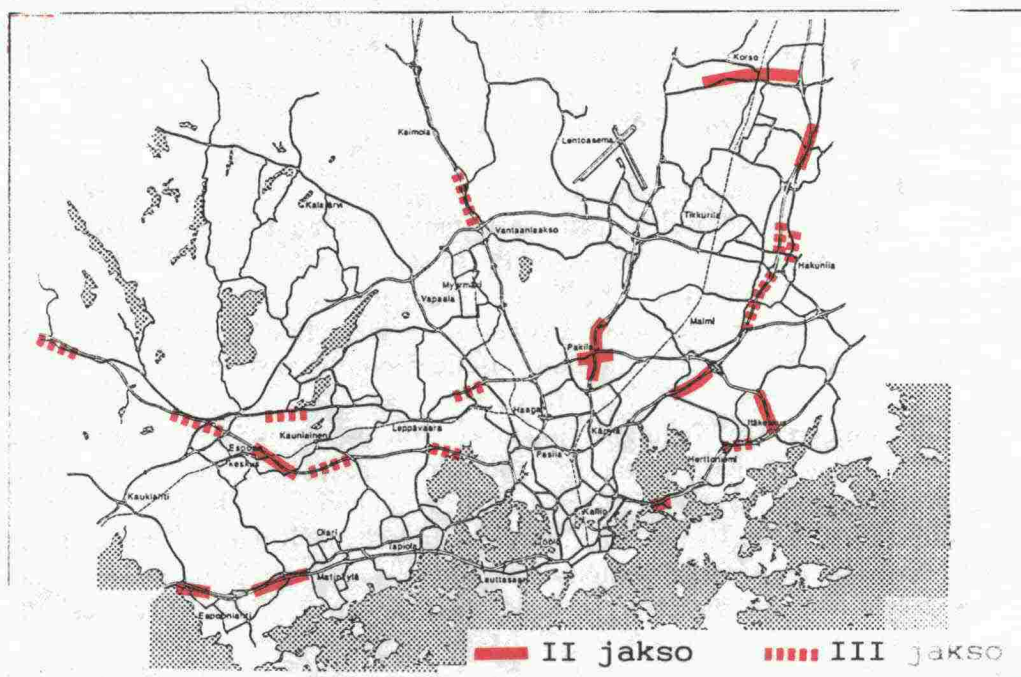 Korso
Kaimola
Lentoasema
Tikkurila
Kalajärvi
Vantaanlaakso
Hakunila
Myyrmäki
Vapaala
Malmi
Pakila
Haaga
Leppävaara
Kauniainen
Itäkeskus
Käpylä
Pasila
Espoon
keskus
Herttoniemi
Kauklahti
Kallio
Olari
Töölö
Tapiola
Matinkylä
Lauttasaari
Espoonlahti
II jakso
III jakso